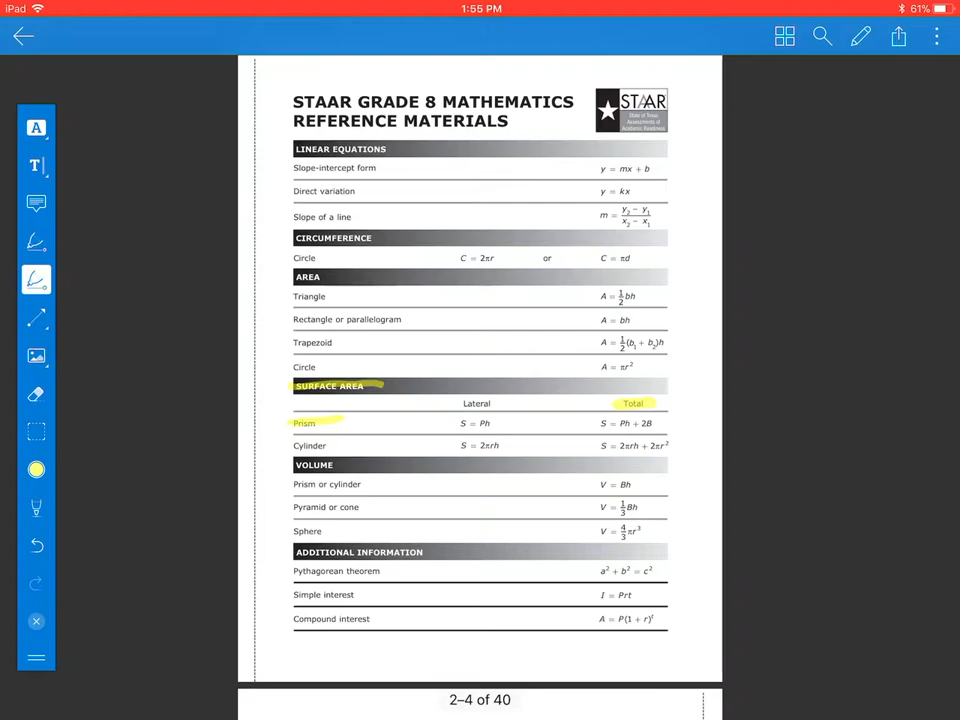 iPad 1:55 PM 61%
STAAR GRADE 8 MATHEMATICS
REFERENCE MATERIALS
STAAR
State of Texas
Assessments of
Academic Readiness
LINEAR EQUATIONS
Slope-intercept form y = mx + b
Direct variation y = kx
Slope of a line m = (y₂ − y₁)/(x₂ − x₁)
CIRCUMFERENCE
Circle C = 2πr or C = πd
AREA
Triangle A = 1/2 bh
Rectangle or parallelogram A = bh
Trapezoid A = 1/2 (b₁ + b₂)h
Circle A = πr²
SURFACE AREA
Lateral Total
Prism S = Ph S = Ph + 2B
Cylinder S = 2πrh S = 2πrh + 2πr²
VOLUME
Prism or cylinder V = Bh
Pyramid or cone V = 1/3 Bh
Sphere V = 4/3 πr³
ADDITIONAL INFORMATION
Pythagorean theorem a² + b² = c²
Simple interest I = Prt
Compound interest A = P(1 + r)ᵗ
2–4 of 40
A
T